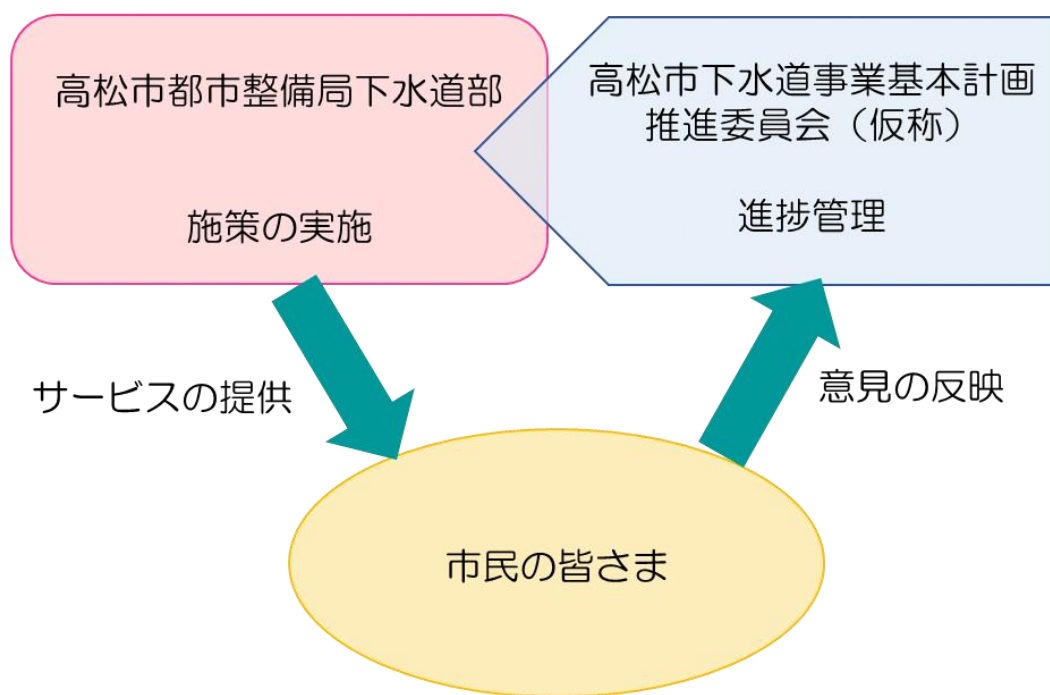 高松市都市整備局下水道部
施策の実施
高松市下水道事業基本計画
推進委員会（仮称）
進捗管理
サービスの提供
意見の反映
市民の皆さま